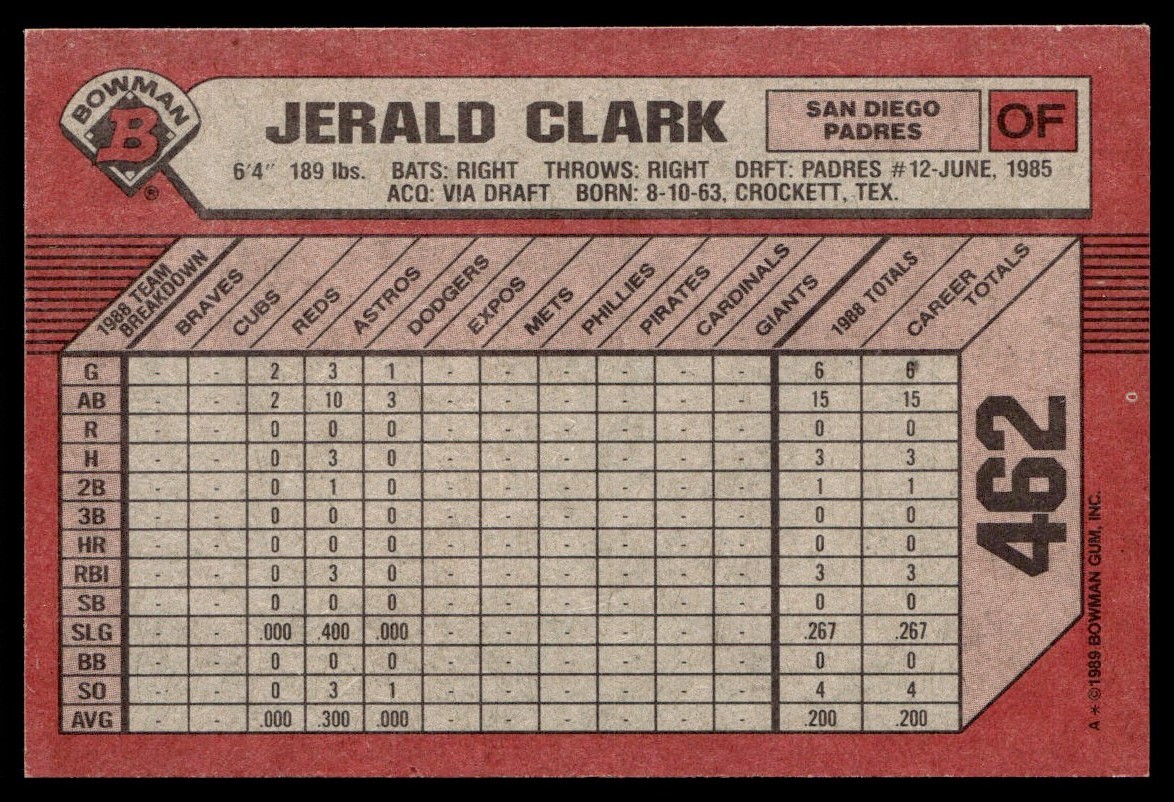 BOWMAN
B
®
JERALD CLARK
SAN DIEGO
PADRES
OF
6'4" 189 lbs. BATS: RIGHT THROWS: RIGHT DRFT: PADRES #12-JUNE, 1985
ACQ: VIA DRAFT BORN: 8-10-63, CROCKETT, TEX.
1988 TEAM
BREAKDOWN
BRAVES
CUBS
REDS
ASTROS
DODGERS
EXPOS
METS
PHILLIES
PIRATES
CARDINALS
GIANTS
1988 TOTALS
CAREER
TOTALS
G - - 2 3 1 - - - - - - 6 6
AB - - 2 10 3 - - - - - - 15 15
R - - 0 0 0 - - - - - - 0 0
H - - 0 3 0 - - - - - - 3 3
2B - - 0 1 0 - - - - - - 1 1
3B - - 0 0 0 - - - - - - 0 0
HR - - 0 0 0 - - - - - - 0 0
RBI - - 0 3 0 - - - - - - 3 3
SB - - 0 0 0 - - - - - - 0 0
SLG - - .000 .400 .000 - - - - - - .267 .267
BB - - 0 0 0 - - - - - - 0 0
SO - - 0 3 1 - - - - - - 4 4
AVG - - .000 .300 .000 - - - - - - .200 .200
462
A * ©1989 BOWMAN GUM, INC.